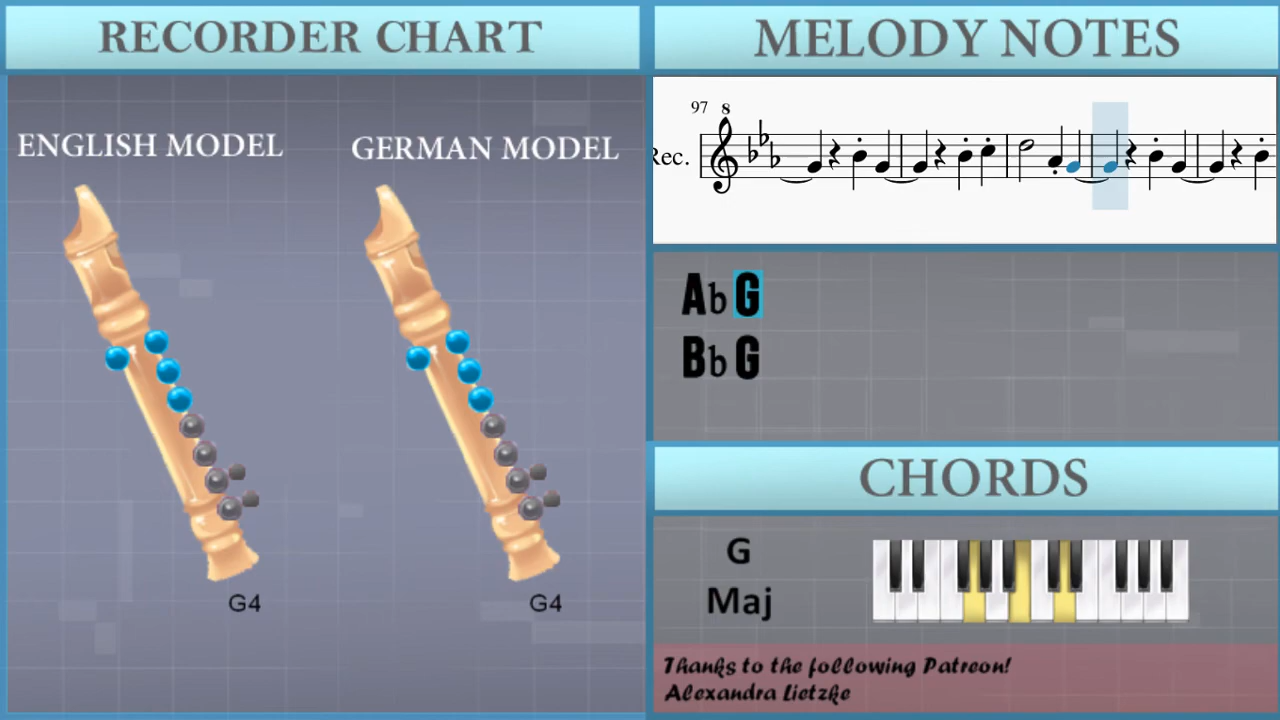 RECORDER CHART
ENGLISH MODEL
GERMAN MODEL
G4
G4
MELODY NOTES
97
8
Rec.
Ab G
Bb G
CHORDS
G
Maj
Thanks to the following Patreon!
Alexandra Lietzke